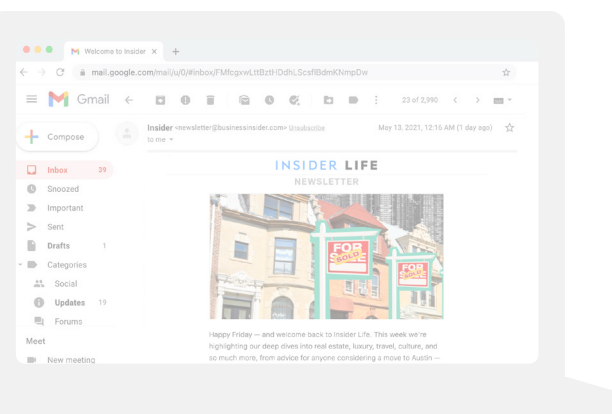 Welcome to Insider
mail.google.com/mail/u/0/#inbox/FMfcgxwLttBztHDdhLScsflBdmKNmpDw
Gmail
23 of 2,990
Compose
Insider <newsletter@businessinsider.com> Unsubscribe
May 13, 2021, 12:16 AM (1 day ago)
to me
Inbox 39
Snoozed
Important
Sent
Drafts 1
Categories
Social
Updates 19
Forums
Meet
New meeting
INSIDER LIFE
NEWSLETTER
FOR
SALE
SOLD
FOR
SALE
SOLD
Happy Friday — and welcome back to Insider Life. This week we're
highlighting our deep dives into real estate, luxury, travel, culture, and
so much more, from advice for anyone considering a move to Austin —